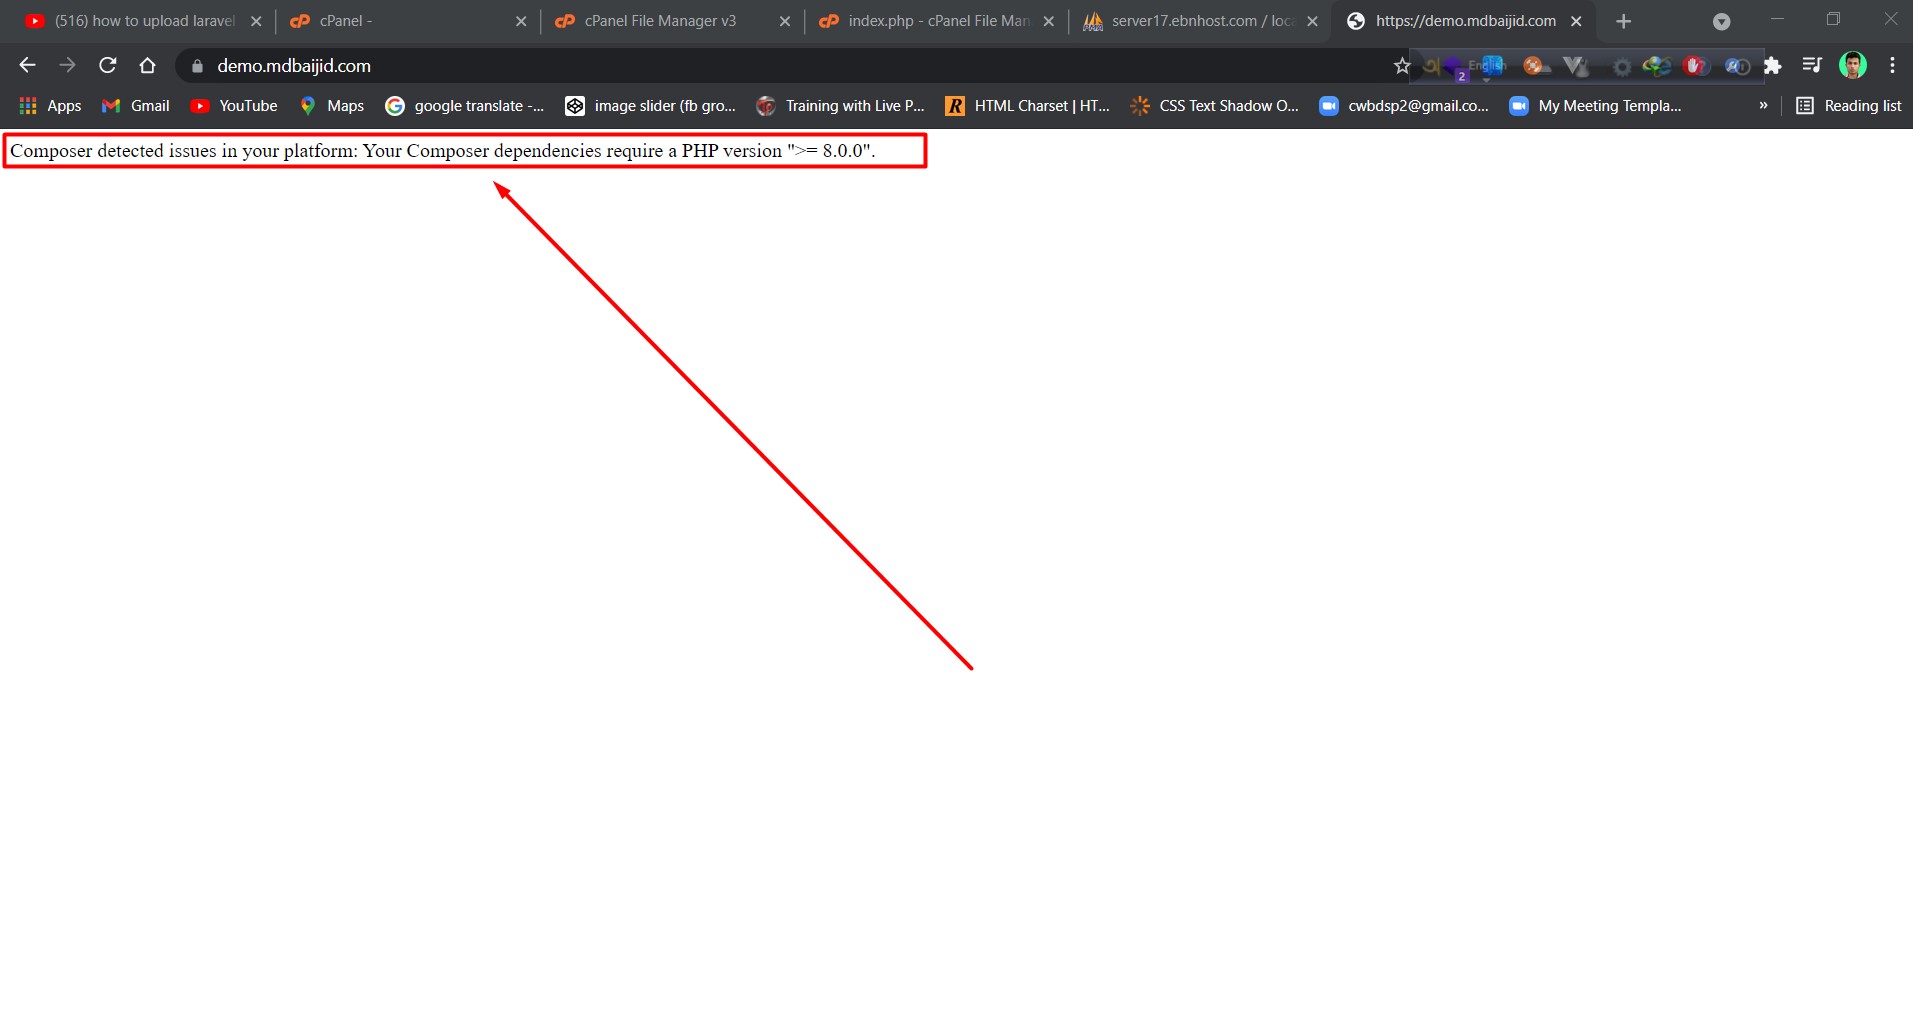 (516) how to upload laravel
cPanel -
cPanel File Manager v3
index.php - cPanel File Man
server17.ebnhost.com / loca
https://demo.mdbaijid.com
demo.mdbaijid.com
English
2
Apps
Gmail
YouTube
Maps
google translate -...
image slider (fb gro...
Training with Live P...
HTML Charset | HT...
CSS Text Shadow O...
cwbdsp2@gmail.co...
My Meeting Templa...
»
Reading list
Composer detected issues in your platform: Your Composer dependencies require a PHP version ">= 8.0.0".